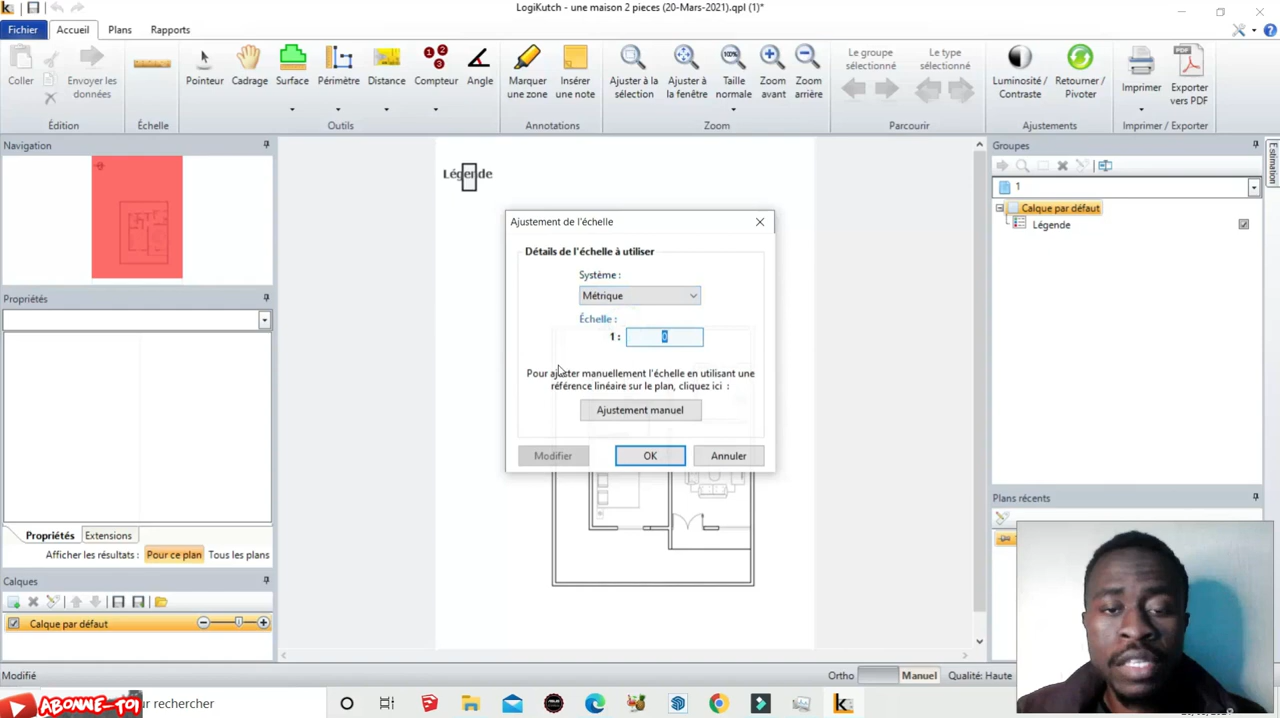 LogiKutch - une maison 2 pieces (20-Mars-2021).qpl (1)*
Fichier Accueil Plans Rapports
Coller Envoyer les données
Édition
Échelle
Pointeur Cadrage Surface Périmètre Distance Compteur Angle
Outils
Marquer une zone Insérer une note
Annotations
Ajuster à la sélection Ajuster à la fenêtre Taille normale Zoom avant Zoom arrière
100%
Zoom
Le groupe sélectionné Le type sélectionné
Parcourir
Luminosité / Contraste Retourner / Pivoter
Ajustements
Imprimer Exporter vers PDF
PDF
Imprimer / Exporter
Navigation
Propriétés
Propriétés Extensions
Afficher les résultats : Pour ce plan Tous les plans
Calques
Calque par défaut
Modifié
Légende
Ajustement de l'échelle
Détails de l'échelle à utiliser
Système :
Métrique
Échelle :
1 : 0
Pour ajuster manuellement l'échelle en utilisant une
référence linéaire sur le plan, cliquez ici :
Ajustement manuel
Modifier OK Annuler
Groupes
1
Calque par défaut
Légende
Estimation
Plans récents
Ortho Manuel Qualité: Haute
ABONNE-TOI
ur rechercher